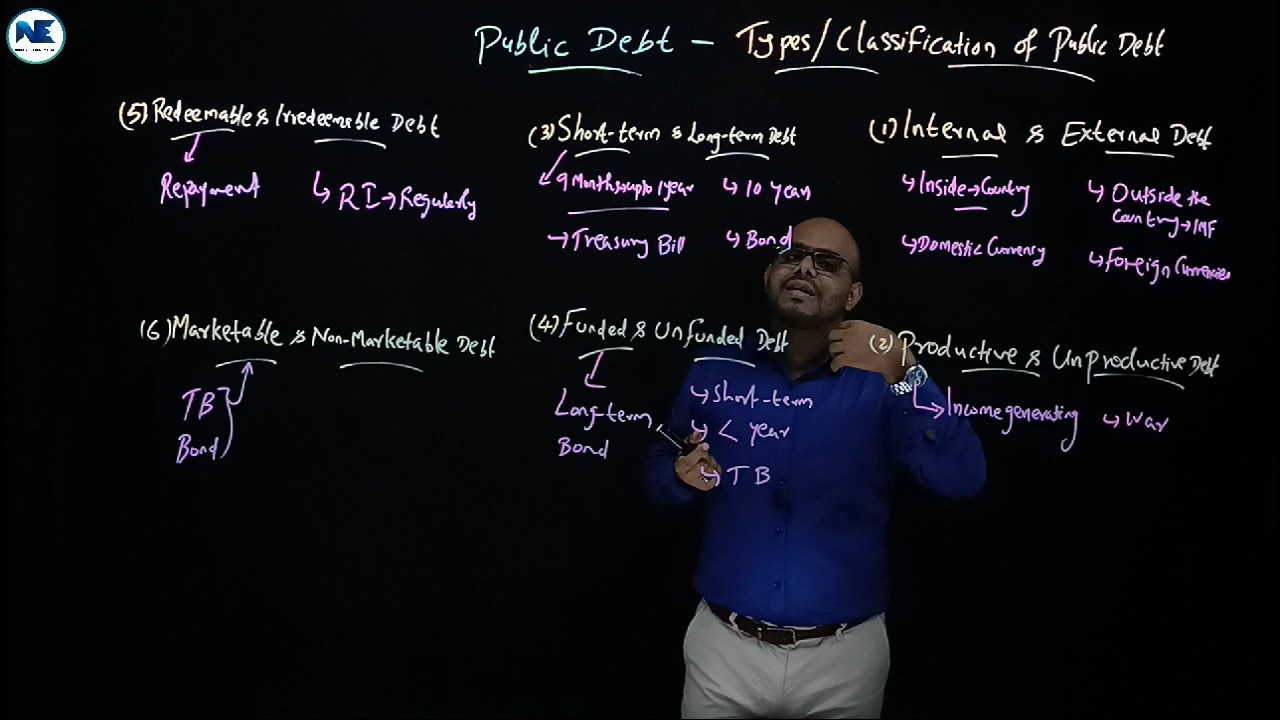 NE
Public Debt - Types/Classification of Public Debt
(5) Redeemable & Irredeemable Debt
Repayment
RI → Regularly
(3) Short-term & Long-term Debt
9 Months upto 1 year
10 year
→ Treasury Bill
Bond
(1) Internal & External Debt
Inside → Country
Outside the
Country → IMF
Domestic Currency
Foreign Currencies
(6) Marketable & Non-Marketable Debt
TB
Bond
(4) Funded & Unfunded Debt
Long-term
Bond
Short-term
< year
TB
(2) Productive & Unproductive Debt
Income generating
War